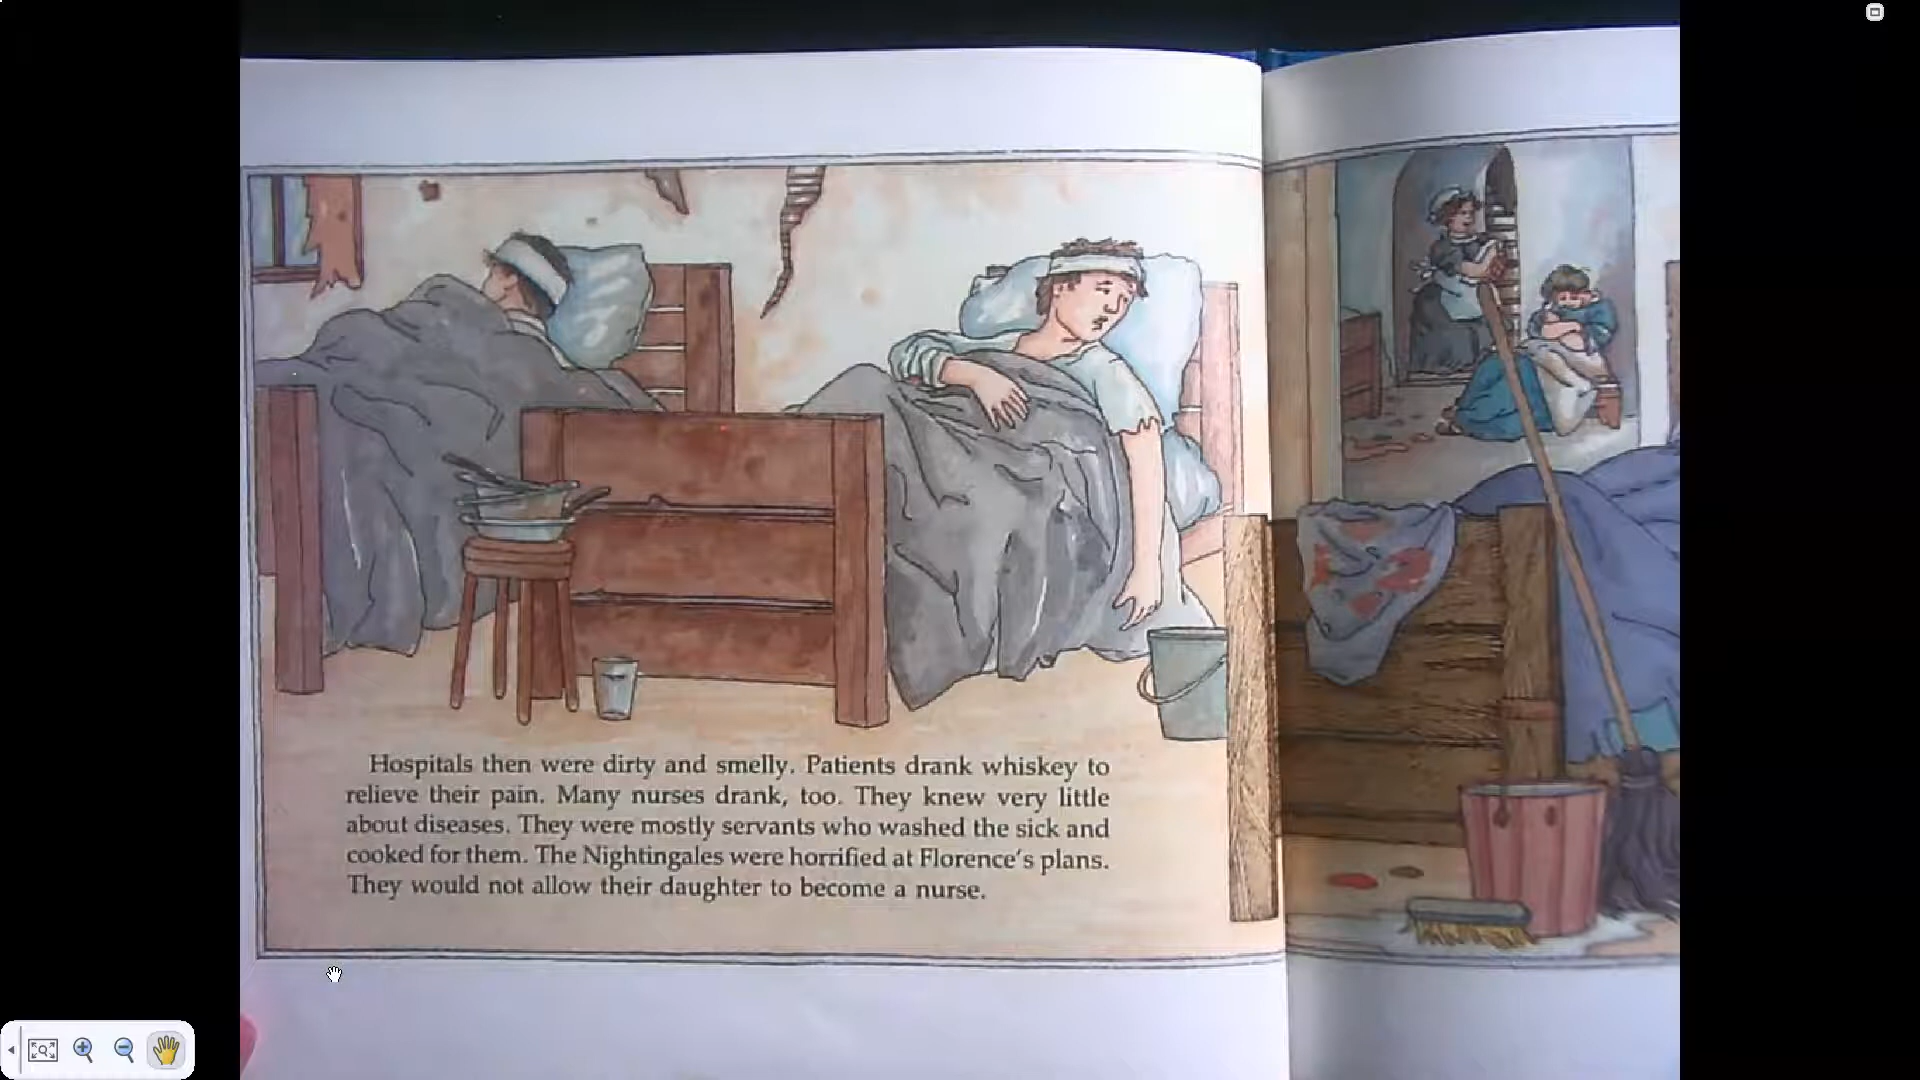 Hospitals then were dirty and smelly. Patients drank whiskey to
relieve their pain. Many nurses drank, too. They knew very little
about diseases. They were mostly servants who washed the sick and
cooked for them. The Nightingales were horrified at Florence's plans.
They would not allow their daughter to become a nurse.